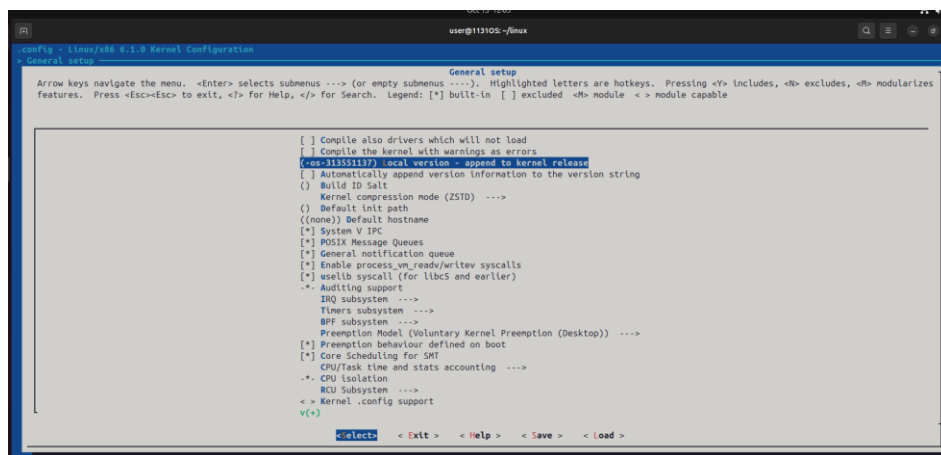 Oct 15 12:05
user@113IOS: ~/linux
.config - Linux/x86 6.1.0 Kernel Configuration
> General setup
General setup
Arrow keys navigate the menu. <Enter> selects submenus ---> (or empty submenus ----). Highlighted letters are hotkeys. Pressing <Y> includes, <N> excludes, <M> modularizes
features. Press <Esc><Esc> to exit, <?> for Help, </> for Search. Legend: [*] built-in [ ] excluded <M> module < > module capable
[ ] Compile also drivers which will not load
[ ] Compile the kernel with warnings as errors
(-os-313551137) Local version - append to kernel release
[ ] Automatically append version information to the version string
() Build ID Salt
Kernel compression mode (ZSTD) --->
() Default init path
((none)) Default hostname
[*] System V IPC
[*] POSIX Message Queues
[*] General notification queue
[*] Enable process_vm_readv/writev syscalls
[*] uselib syscall (for libc5 and earlier)
-*- Auditing support
IRQ subsystem --->
Timers subsystem --->
BPF subsystem --->
Preemption Model (Voluntary Kernel Preemption (Desktop)) --->
[*] Preemption behaviour defined on boot
[*] Core Scheduling for SMT
CPU/Task time and stats accounting --->
-*- CPU isolation
RCU Subsystem --->
< > Kernel .config support
v(+)
<Select> < Exit > < Help > < Save > < Load >